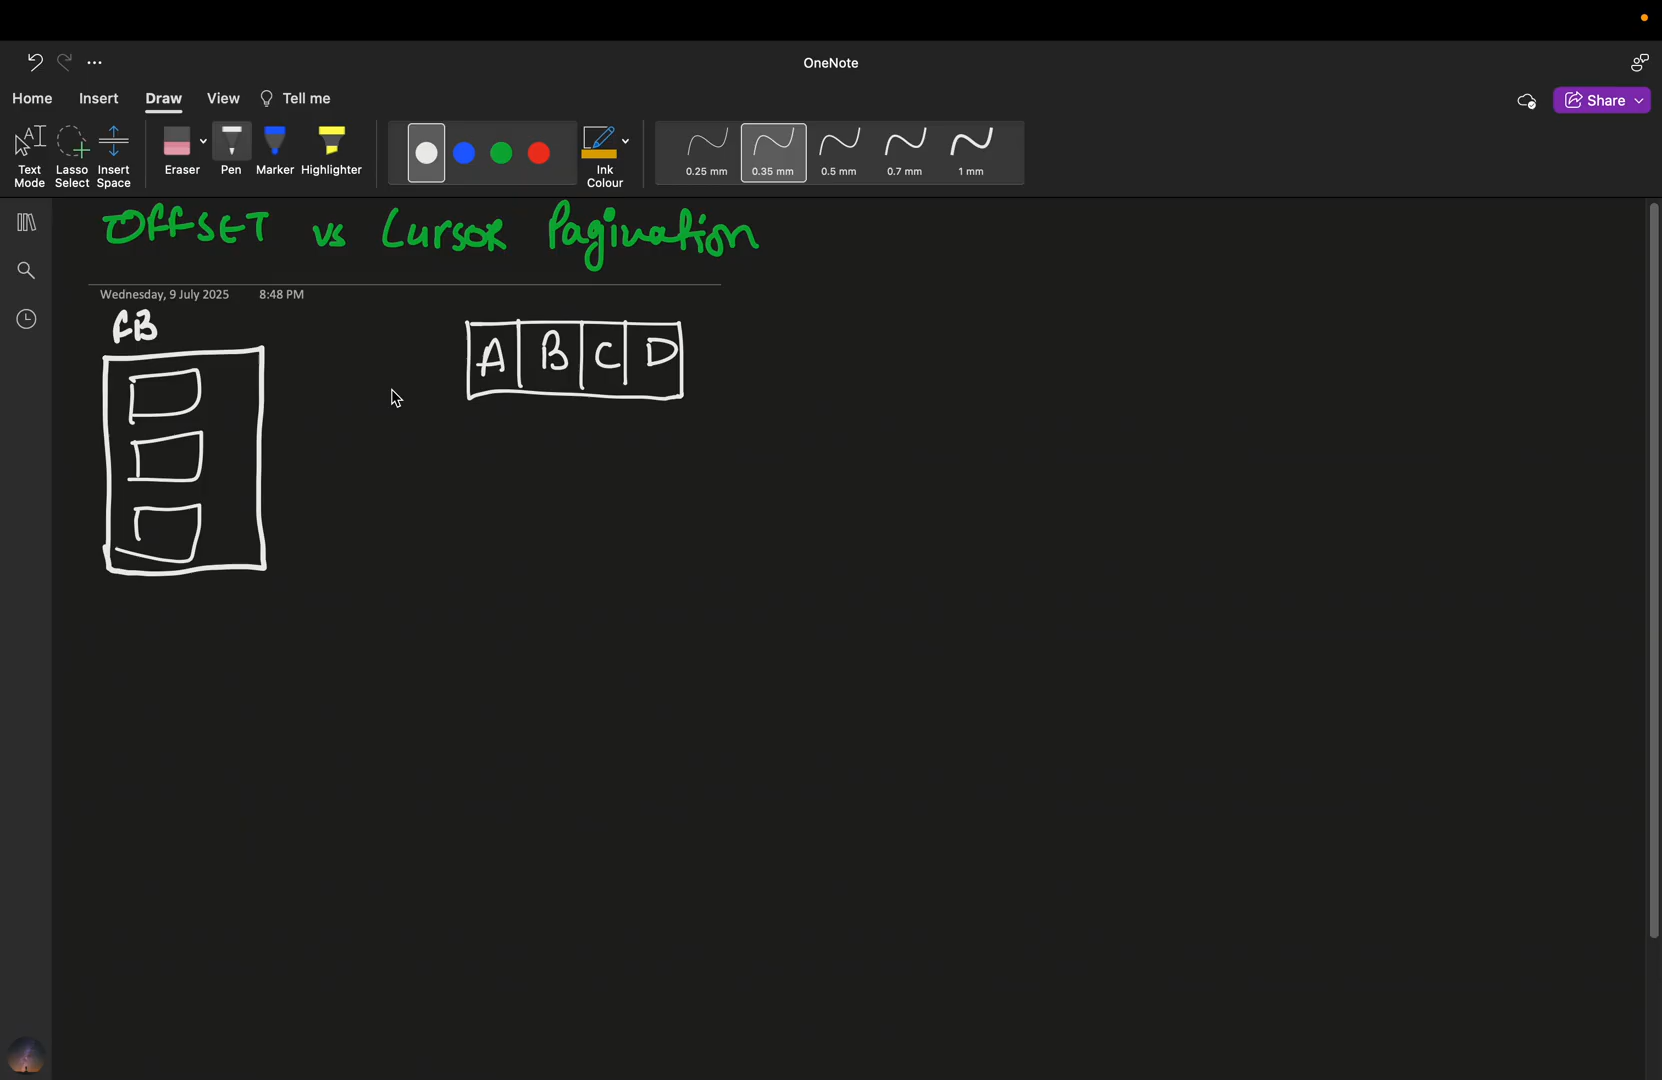 OneNote
Home Insert Draw View Tell me
Share
Text Mode
Lasso Select
Insert Space
Eraser
Pen
Marker
Highlighter
Ink Colour
0.25 mm
0.35 mm
0.5 mm
0.7 mm
1 mm
OFFSET vs Cursor Pagination
Wednesday, 9 July 2025 8:48 PM
FB
A B C D